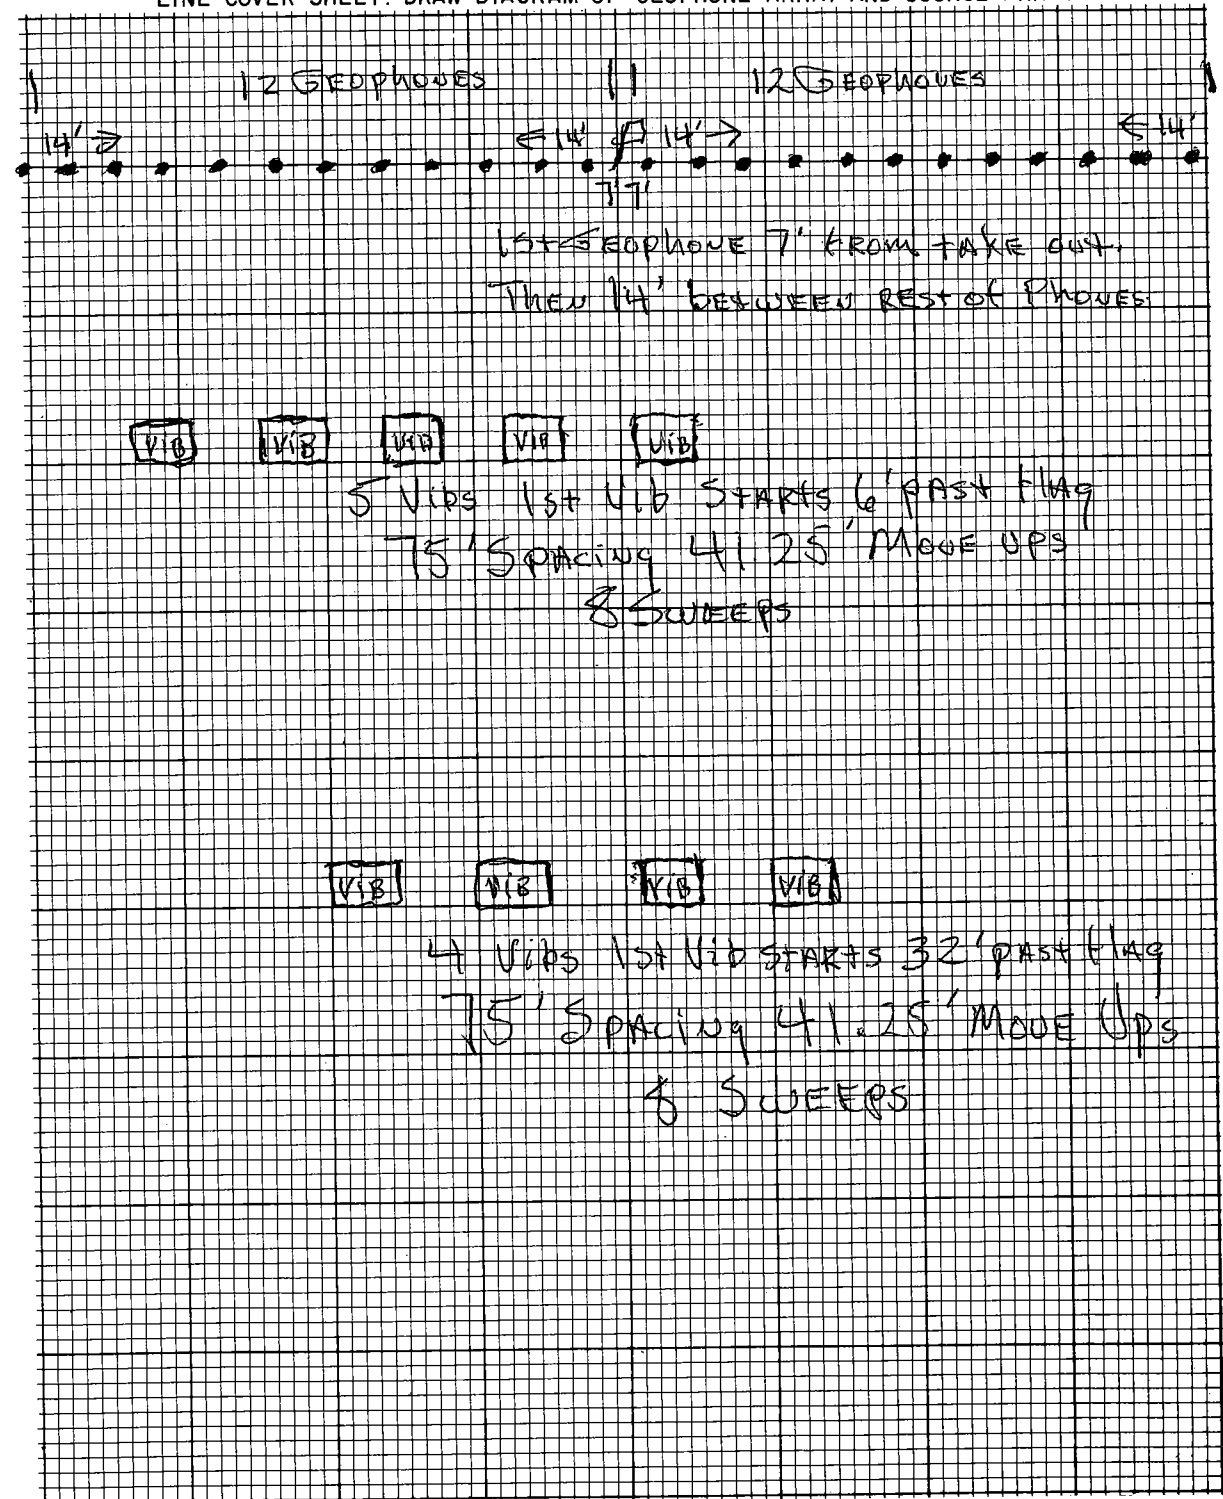 LINE COVER SHEET: DRAW DIAGRAM OF GEOPHONE ARRAY AND SOURCE
12 GEOPHONES 12 GEOPHONES
14' → ← 14' 14' → ← 14'
7' 7'
1st GEOPHONE 7' FROM TAKE OUT.
THEN 14' BETWEEN REST OF PHONES
VIB VIB VIB VIB VIB
5 Vibs 1st Vib STARTS 6' PAST flag
75' SPACING 41.25' MOVE UPS
8 SWEEPS
VIB VIB VIB VIB
4 Vibs 1st Vib STARTS 32' PAST flag
75' SPACING 41.25' MOVE UPS
8 SWEEPS